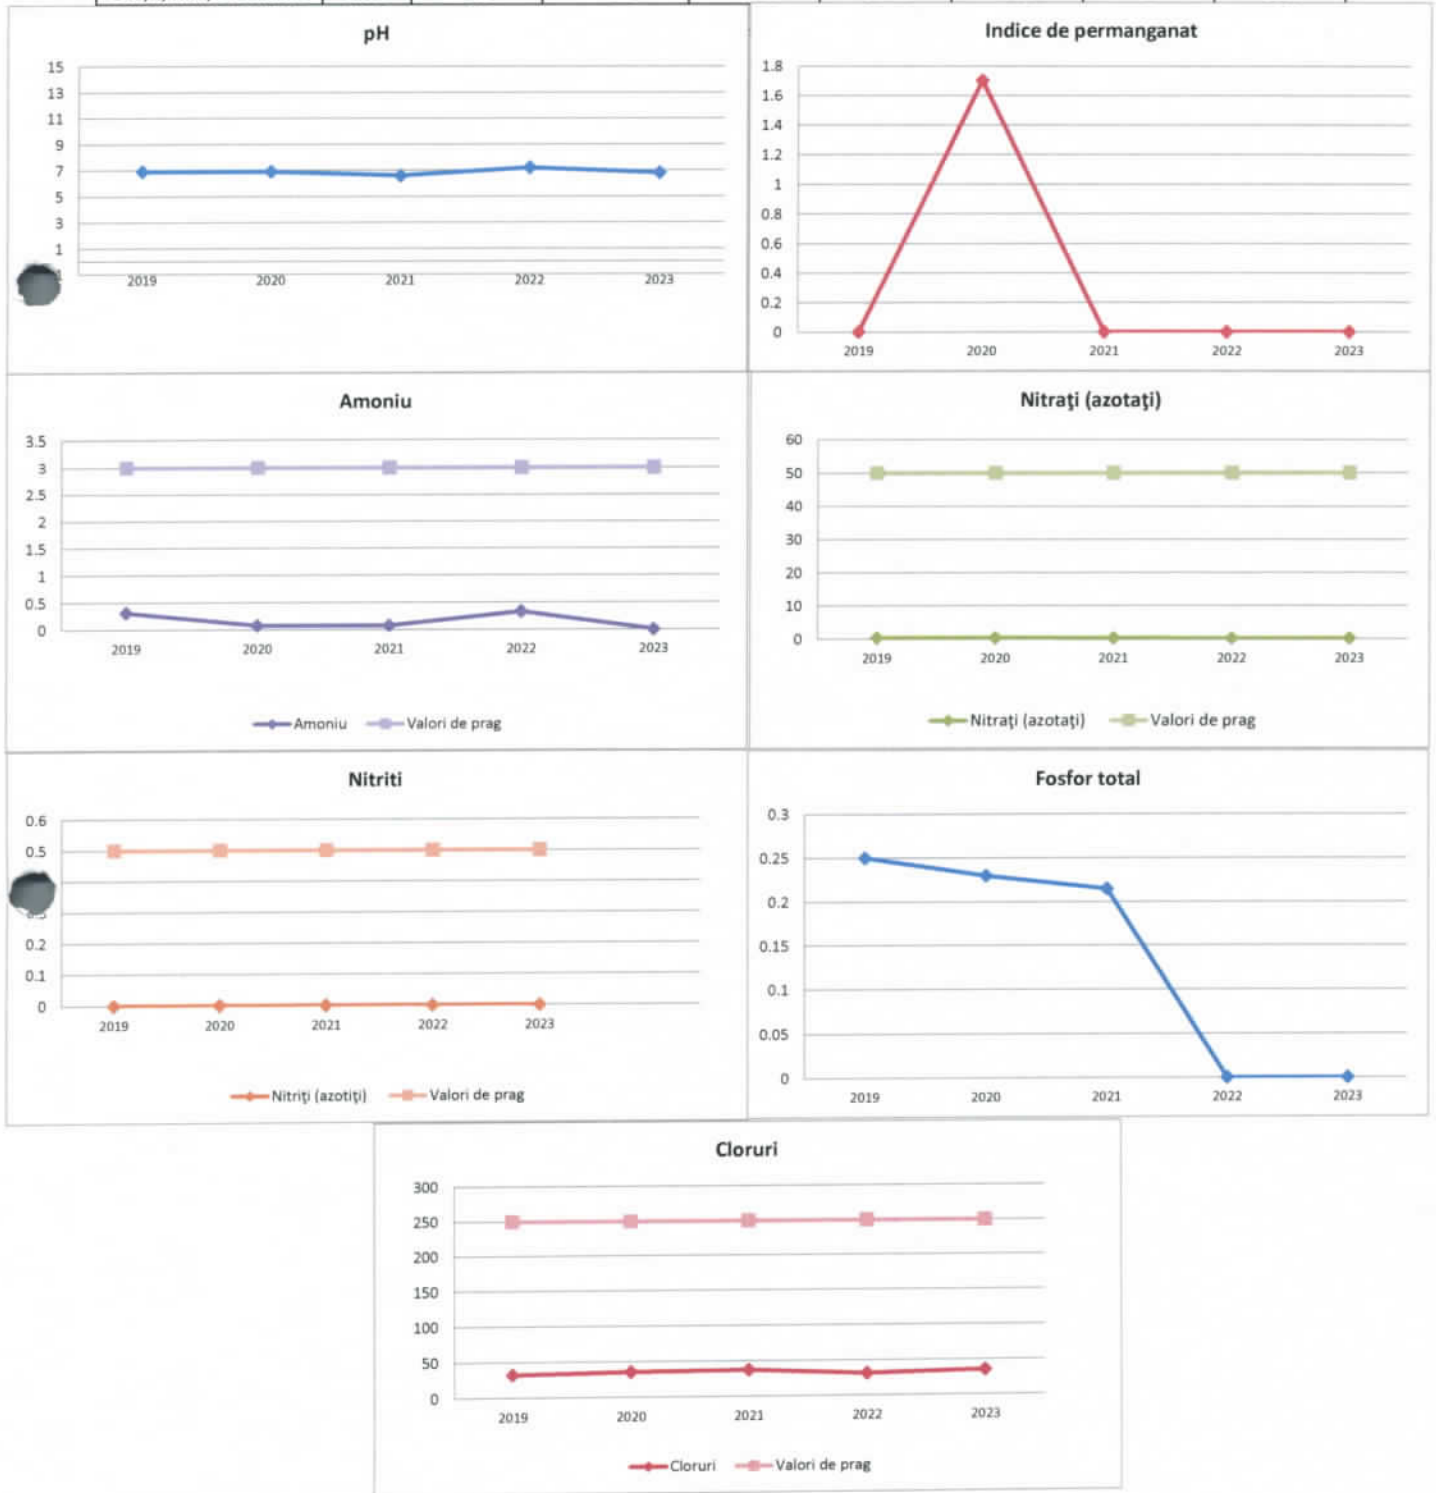 pH
15
13
11
9
7
5
3
1
2019 2020 2021 2022 2023
Indice de permanganat
1.8
1.6
1.4
1.2
1
0.8
0.6
0.4
0.2
0
2019 2020 2021 2022 2023
Amoniu
3.5
3
2.5
2
1.5
1
0.5
0
2019 2020 2021 2022 2023
Amoniu Valori de prag
Nitraţi (azotaţi)
60
50
40
30
20
10
0
2019 2020 2021 2022 2023
Nitraţi (azotaţi) Valori de prag
Nitriti
0.6
0.5
0.2
0.1
0
2019 2020 2021 2022 2023
Nitriţi (azotiţi) Valori de prag
Fosfor total
0.3
0.25
0.2
0.15
0.1
0.05
0
2019 2020 2021 2022 2023
Cloruri
300
250
200
150
100
50
0
2019 2020 2021 2022 2023
Cloruri Valori de prag